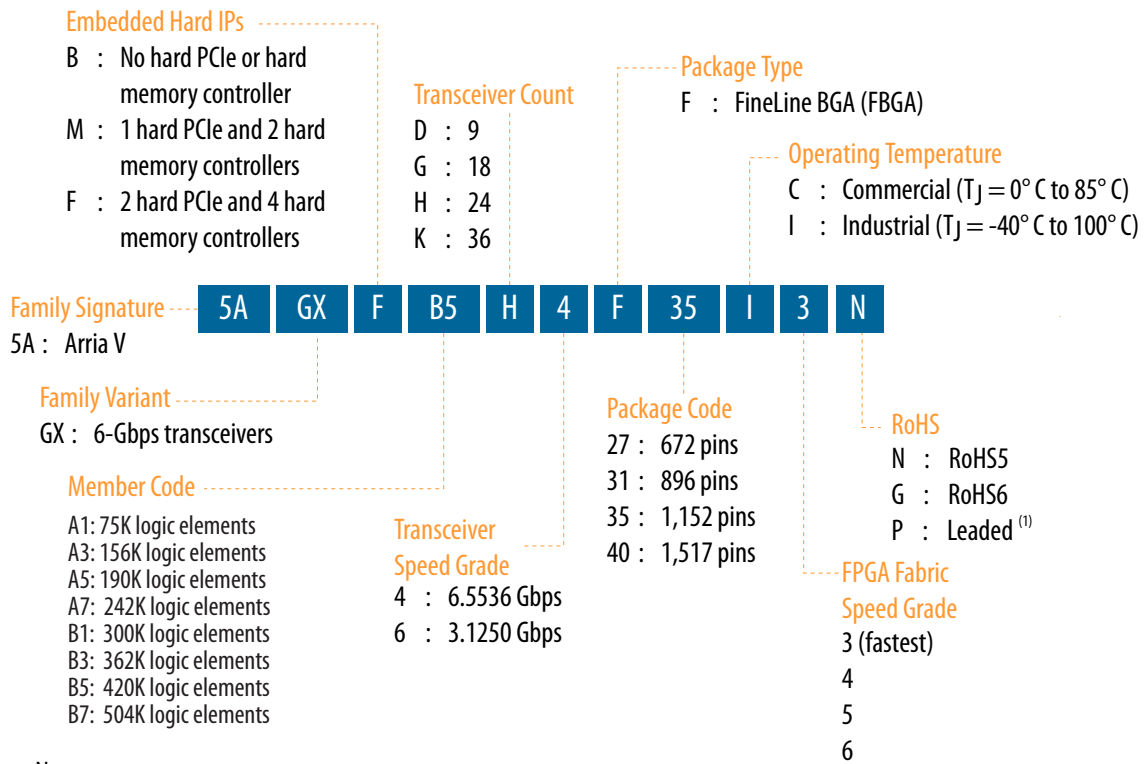 Embedded Hard IPs
B : No hard PCIe or hard
memory controller
M : 1 hard PCIe and 2 hard
memory controllers
F : 2 hard PCIe and 4 hard
memory controllers
Transceiver Count
D : 9
G : 18
H : 24
K : 36
Package Type
F : FineLine BGA (FBGA)
Operating Temperature
C : Commercial (TJ = 0° C to 85° C)
I : Industrial (TJ = -40° C to 100° C)
Family Signature
5A : Arria V
5A GX F B5 H 4 F 35 I 3 N
Family Variant
GX : 6-Gbps transceivers
Member Code
A1: 75K logic elements
A3: 156K logic elements
A5: 190K logic elements
A7: 242K logic elements
B1: 300K logic elements
B3: 362K logic elements
B5: 420K logic elements
B7: 504K logic elements
Transceiver
Speed Grade
4 : 6.5536 Gbps
6 : 3.1250 Gbps
Package Code
27 : 672 pins
31 : 896 pins
35 : 1,152 pins
40 : 1,517 pins
RoHS
N : RoHS5
G : RoHS6
P : Leaded (1)
FPGA Fabric
Speed Grade
3 (fastest)
4
5
6